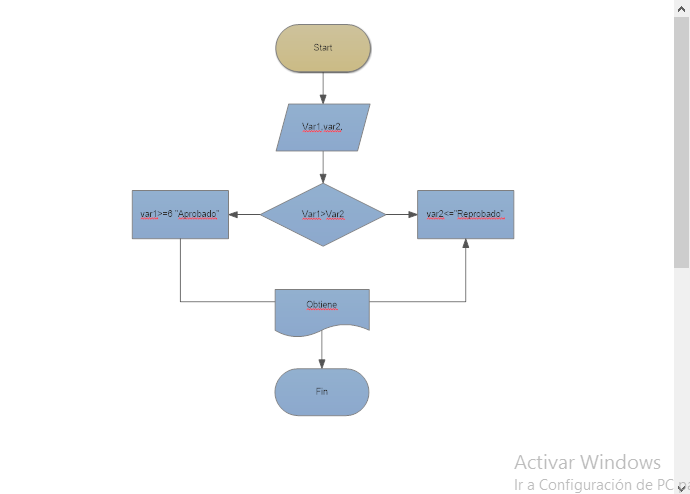 Start
Var1,var2,
var1>=6 "Aprobado"
Var1>Var2
var2<="Reprobado"
Obtiene
Fin
Activar Windows
Ir a Configuración de PC pa